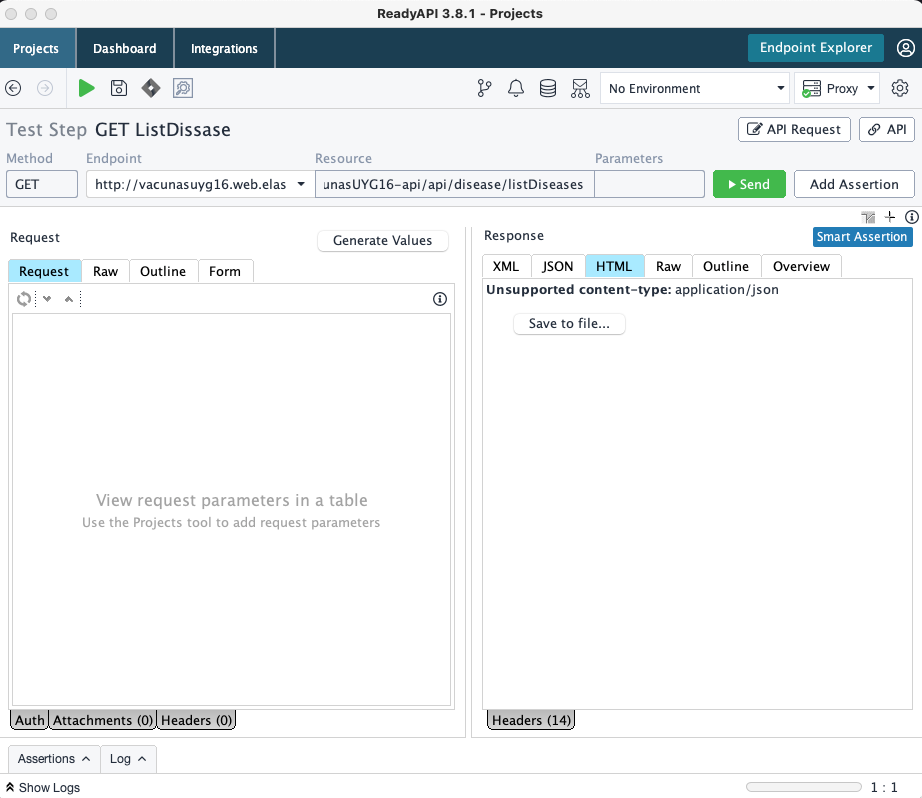 ReadyAPI 3.8.1 - Projects
Projects
Dashboard
Integrations
Endpoint Explorer
No Environment
Proxy
Test Step GET ListDissase
API Request
API
Method
Endpoint
Resource
Parameters
GET
http://vacunasuyg16.web.elas
unasUYG16-api/api/disease/listDiseases
Send
Add Assertion
Request
Generate Values
Response
Smart Assertion
Request
Raw
Outline
Form
XML
JSON
HTML
Raw
Outline
Overview
Unsupported content-type: application/json
Save to file...
View request parameters in a table
Use the Projects tool to add request parameters
Auth
Attachments (0)
Headers (0)
Headers (14)
Assertions
Log
Show Logs
1 : 1